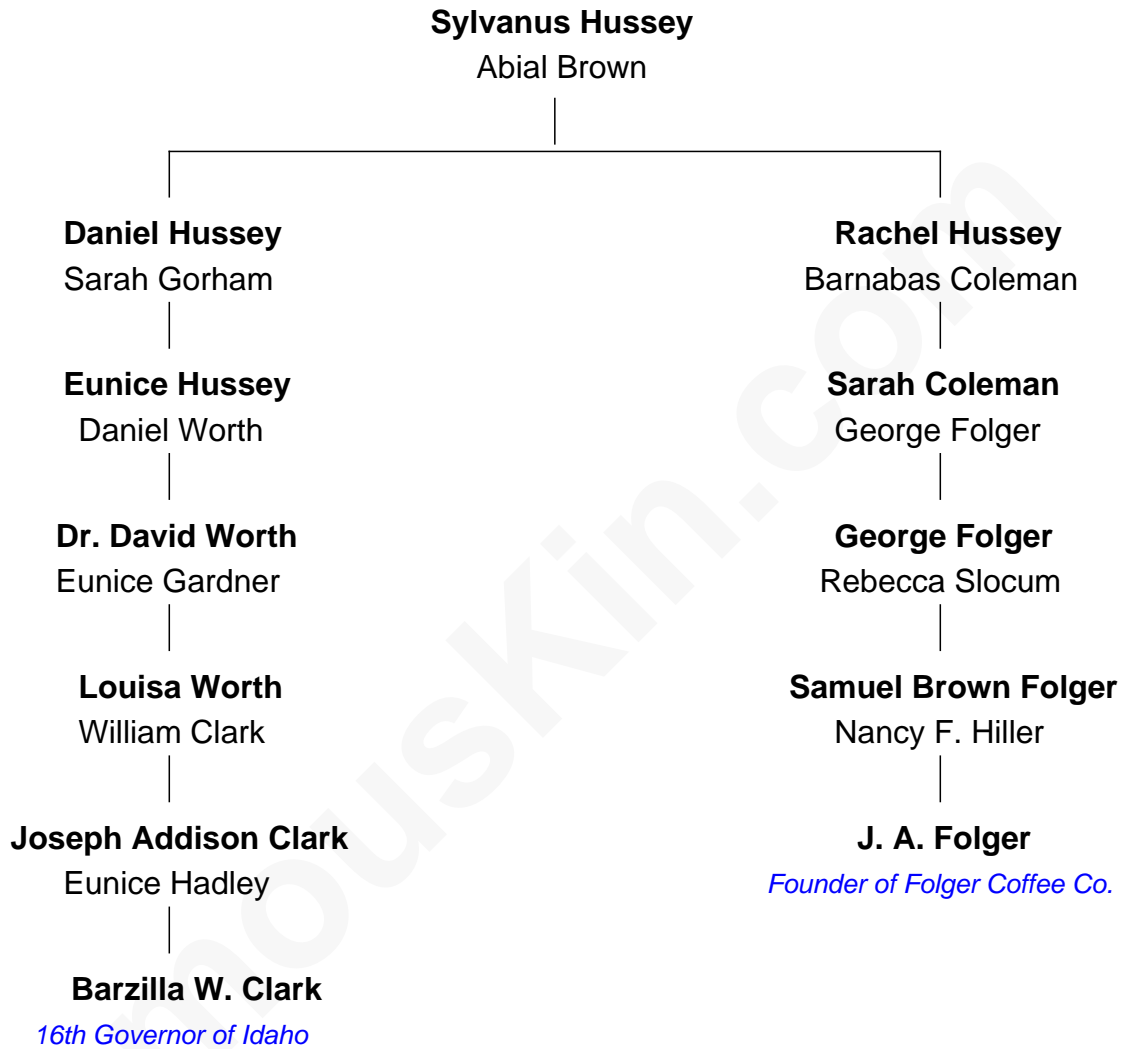 Sylvanus Hussey
Abial Brown
Daniel Hussey
Sarah Gorham
Rachel Hussey
Barnabas Coleman
Eunice Hussey
Daniel Worth
Sarah Coleman
George Folger
Dr. David Worth
Eunice Gardner
George Folger
Rebecca Slocum
Louisa Worth
William Clark
Samuel Brown Folger
Nancy F. Hiller
Joseph Addison Clark
Eunice Hadley
J. A. Folger
Founder of Folger Coffee Co.
Barzilla W. Clark
16th Governor of Idaho
mouskin.com